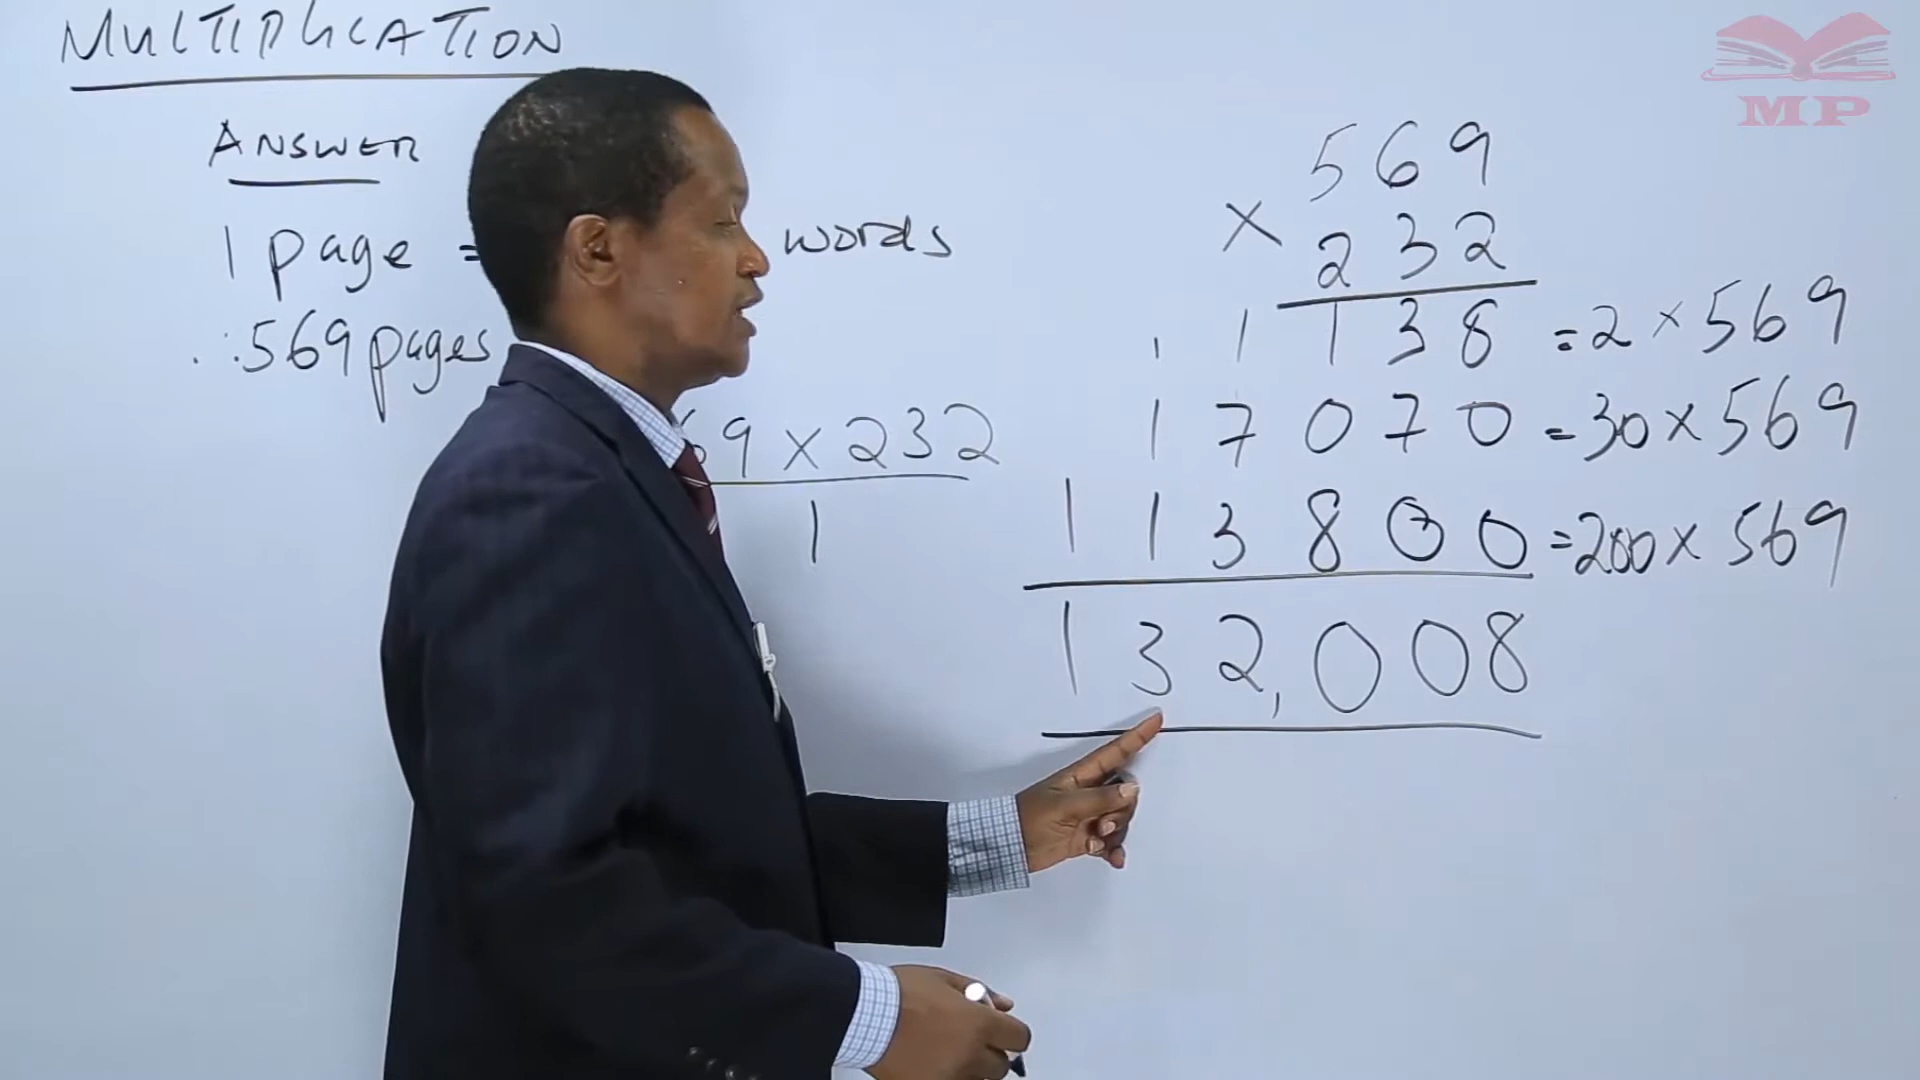 MULTIPLICATION
ANSWER
1 page = words
∴ 569 pages
69 × 232
1
569
× 232
1 1 1 3 8 = 2 × 569
1 7 0 7 0 = 30 × 569
1 1 3 8 0 0 = 200 × 569
1 3 2, 0 0 8
MP